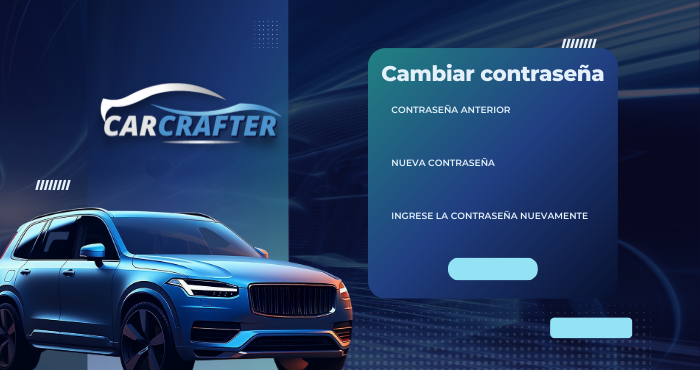 CARCRAFTER
Cambiar contraseña
CONTRASEÑA ANTERIOR
NUEVA CONTRASEÑA
INGRESE LA CONTRASEÑA NUEVAMENTE